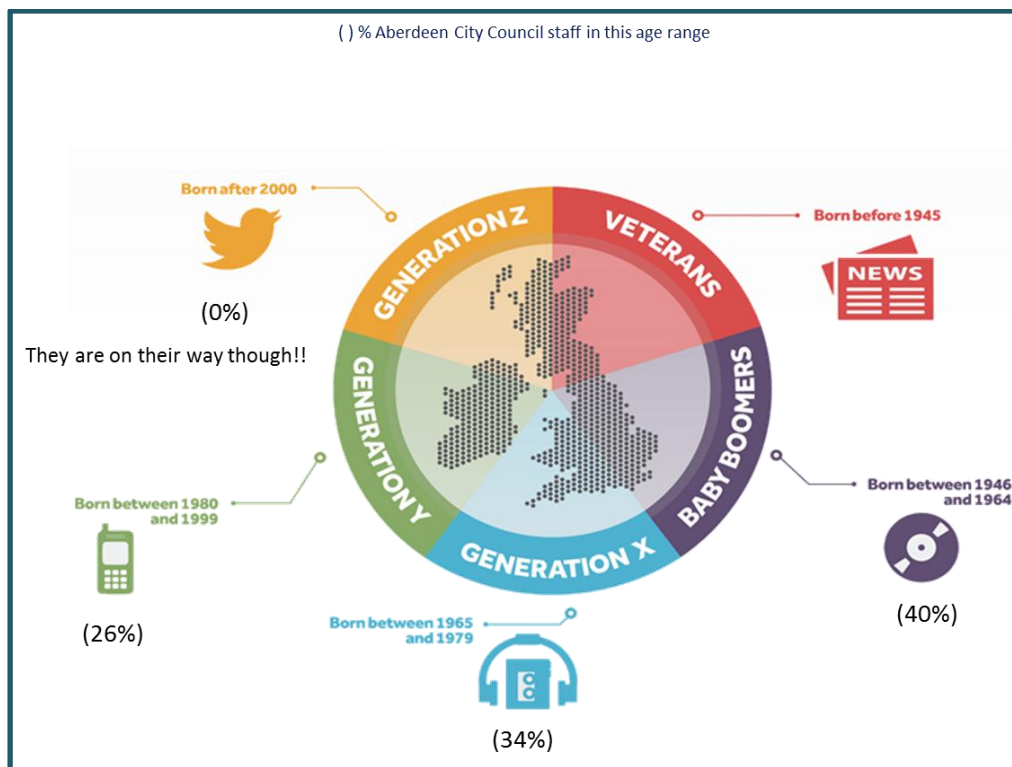 ( ) % Aberdeen City Council staff in this age range
Born after 2000
(0%)
They are on their way though!!
GENERATION Z
VETERANS
Born before 1945
NEWS
GENERATION Y
BABY BOOMERS
Born between 1980
and 1999
(26%)
Born between 1946
and 1964
(40%)
GENERATION X
Born between 1965
and 1979
(34%)